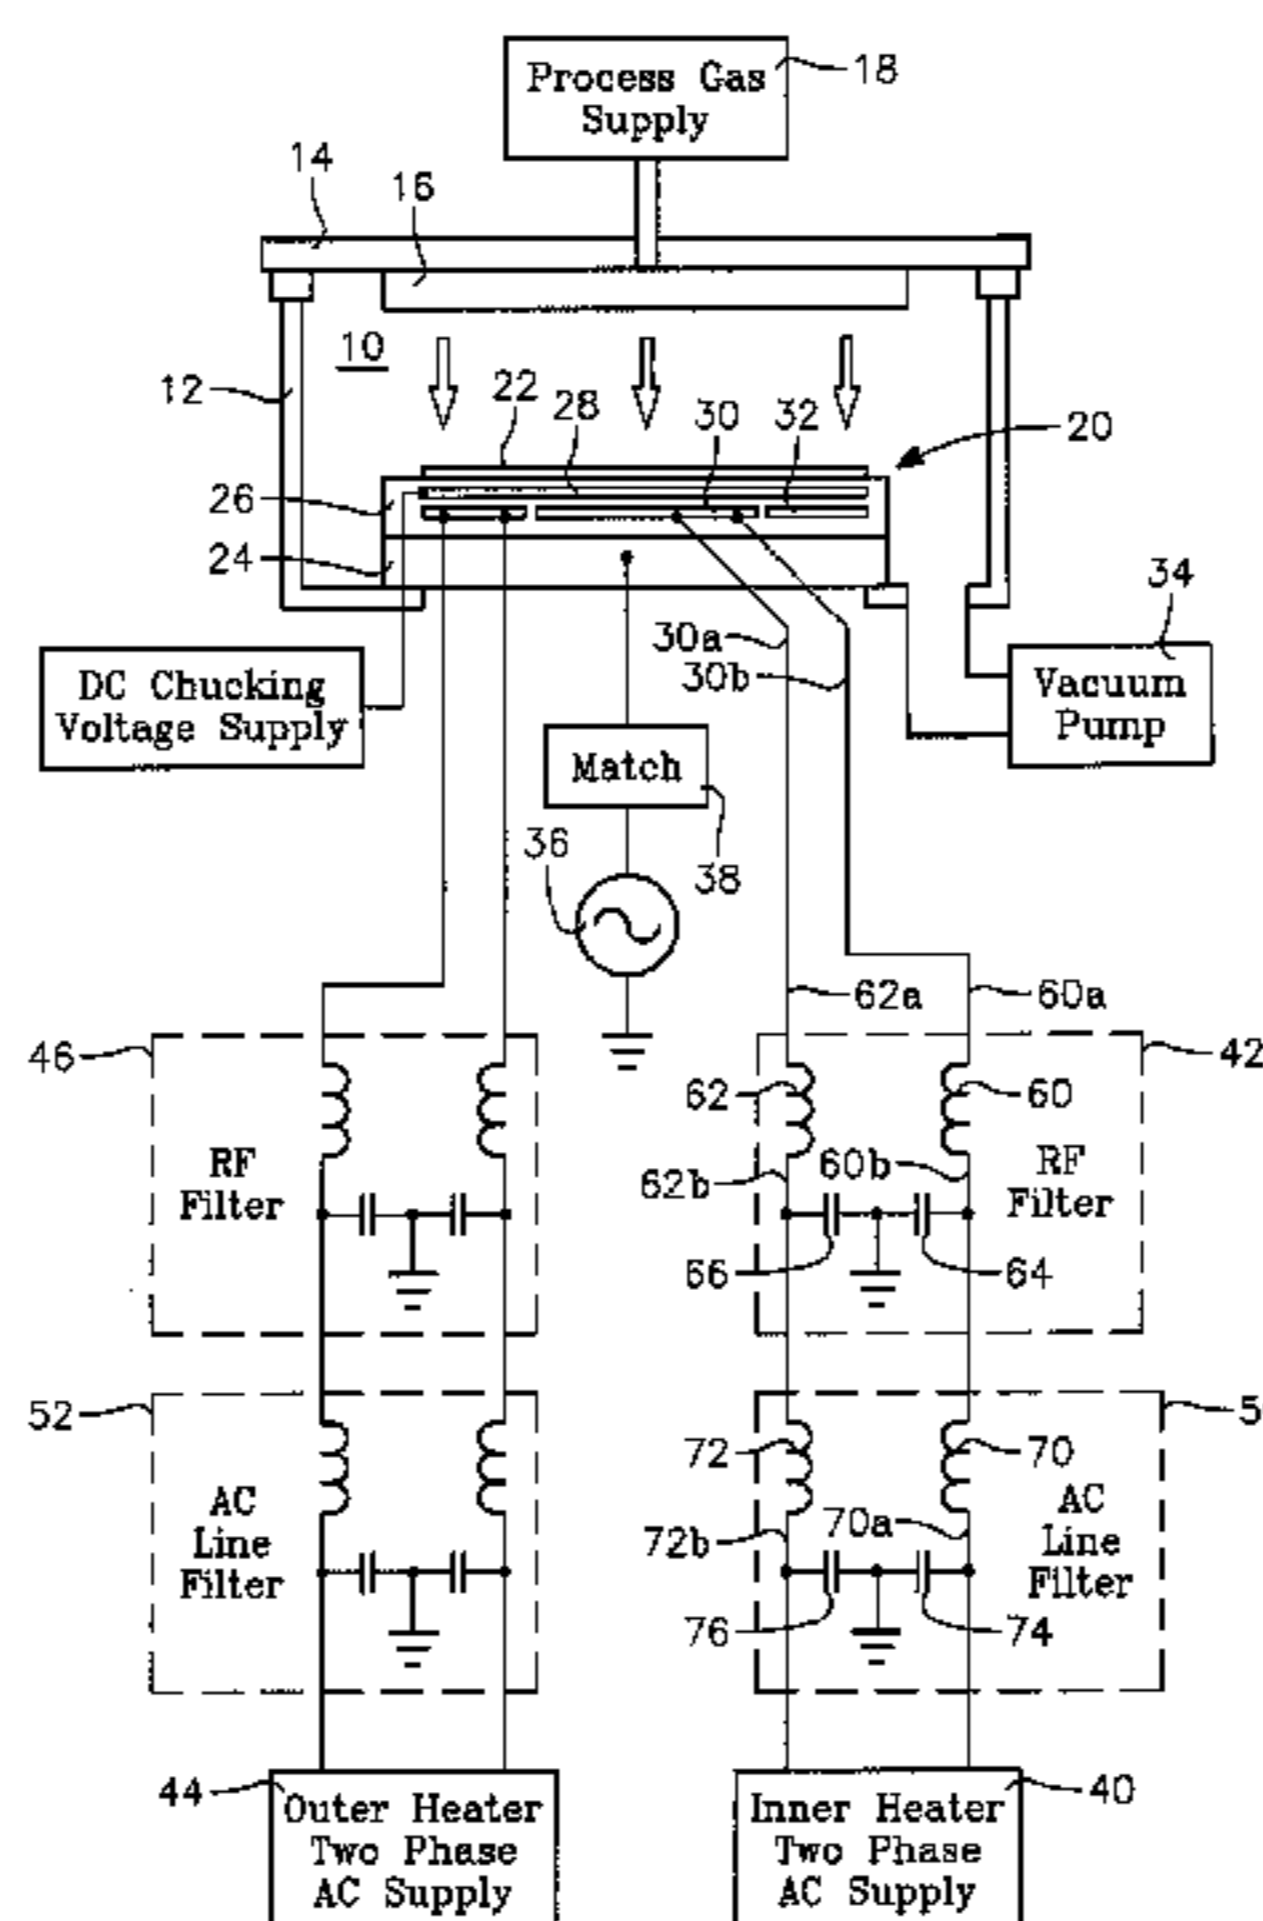 Process Gas
Supply
18
14
16
10
12
22
28
30
32
20
26
24
34
30a
30b
DC Chucking
Voltage Supply
Vacuum
Pump
Match
36
38
62a
60a
46
42
62
60
RF
Filter
62b
60b
RF
Filter
66
64
52
72
70
AC
Line
Filter
72b
70a
AC
Line
Filter
76
74
44
40
Outer Heater
Two Phase
AC Supply
Inner Heater
Two Phase
AC Supply